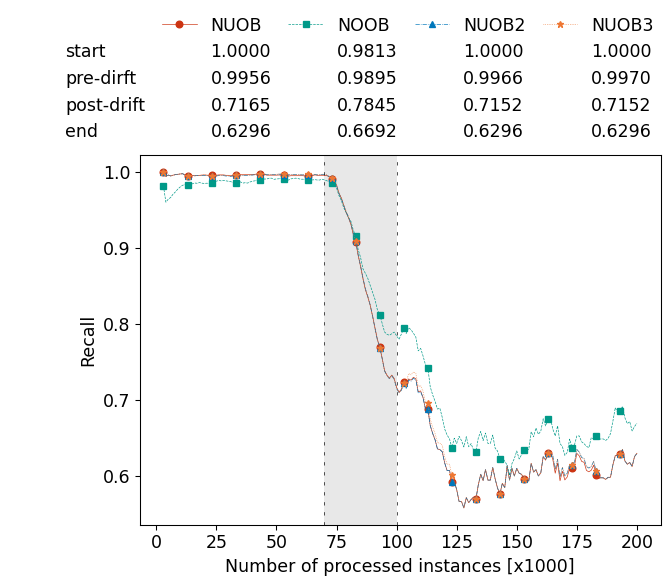 NUOB NOOB NUOB2 NUOB3
start 1.0000 0.9813 1.0000 1.0000
pre-dirft 0.9956 0.9895 0.9966 0.9970
post-drift 0.7165 0.7845 0.7152 0.7152
end 0.6296 0.6692 0.6296 0.6296
1.0
0.9
0.8
0.7
0.6
Recall
0 25 50 75 100 125 150 175 200
Number of processed instances [x1000]